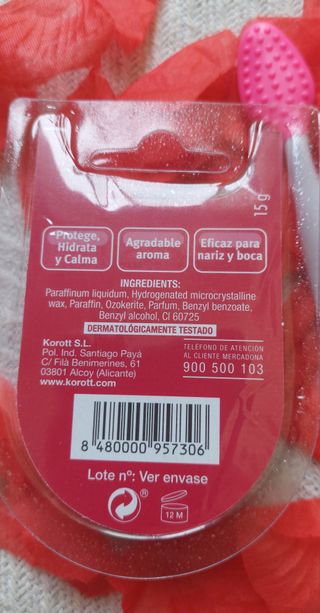 15 g
Protege,
Hidrata
y Calma
Agradable
aroma
Eficaz para
nariz y boca
INGREDIENTS:
Paraffinum liquidum, Hydrogenated microcrystalline
wax, Paraffin, Ozokerite, Parfum, Benzyl benzoate,
Benzyl alcohol, CI 60725
DERMATOLÓGICAMENTE TESTADO
Korott S.L.
Pol. Ind. Santiago Payá
C/ Filà Benimerines, 61
03801 Alcoy (Alicante)
www.korott.com
TELÉFONO DE ATENCIÓN
AL CLIENTE MERCADONA
900 500 103
8 480000 957306
Lote nº: Ver envase
®
12 M